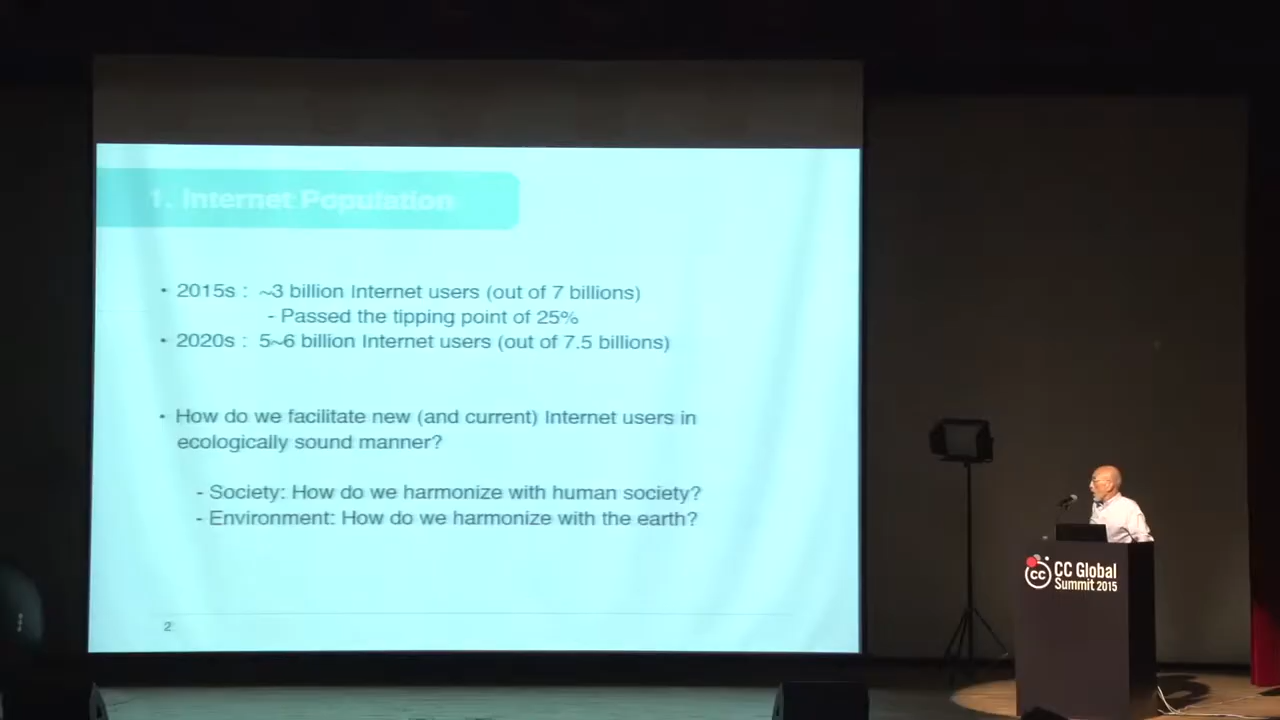 1. Internet Population
• 2015s : ~3 billion Internet users (out of 7 billions)
- Passed the tipping point of 25%
• 2020s : 5~6 billion Internet users (out of 7.5 billions)
• How do we facilitate new (and current) Internet users in
ecologically sound manner?
- Society: How do we harmonize with human society?
- Environment: How do we harmonize with the earth?
2
cc
CC Global
Summit 2015